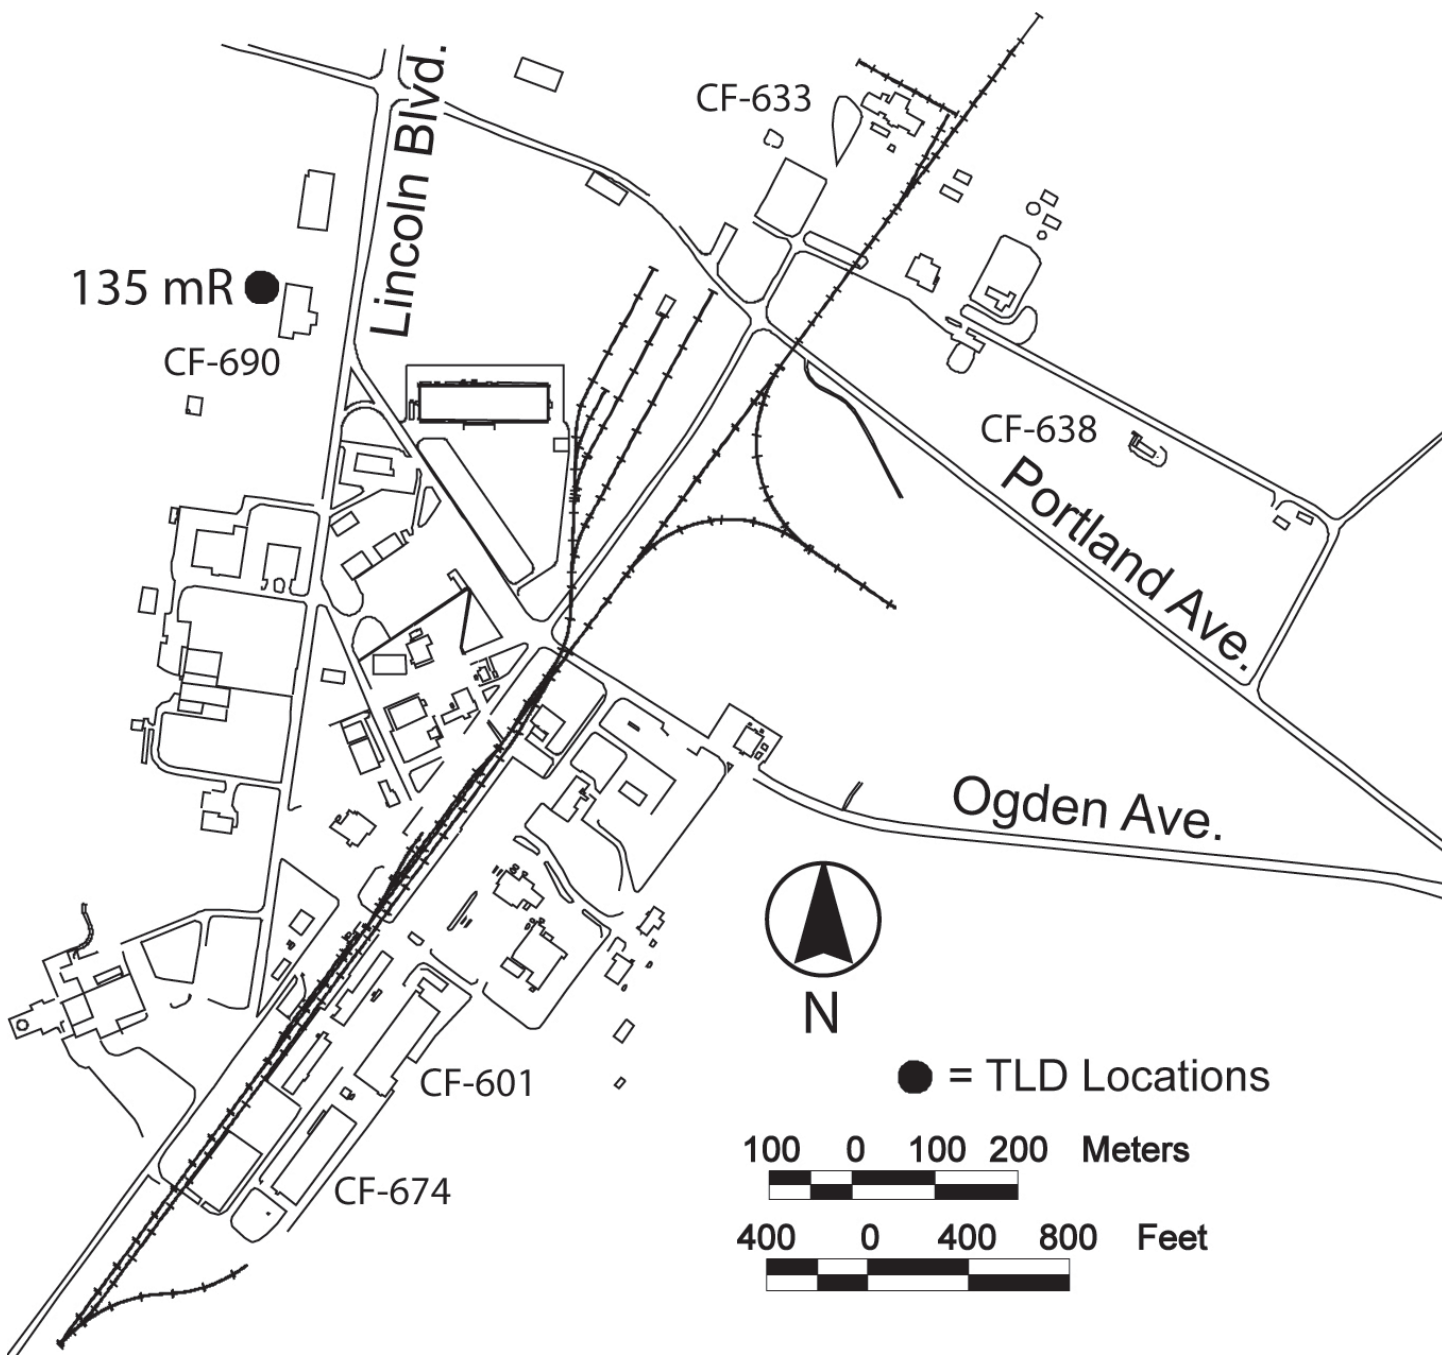 Lincoln Blvd.
CF-633
135 mR
CF-690
CF-638
Portland Ave.
Ogden Ave.
N
= TLD Locations
CF-601
100 0 100 200 Meters
CF-674
400 0 400 800 Feet